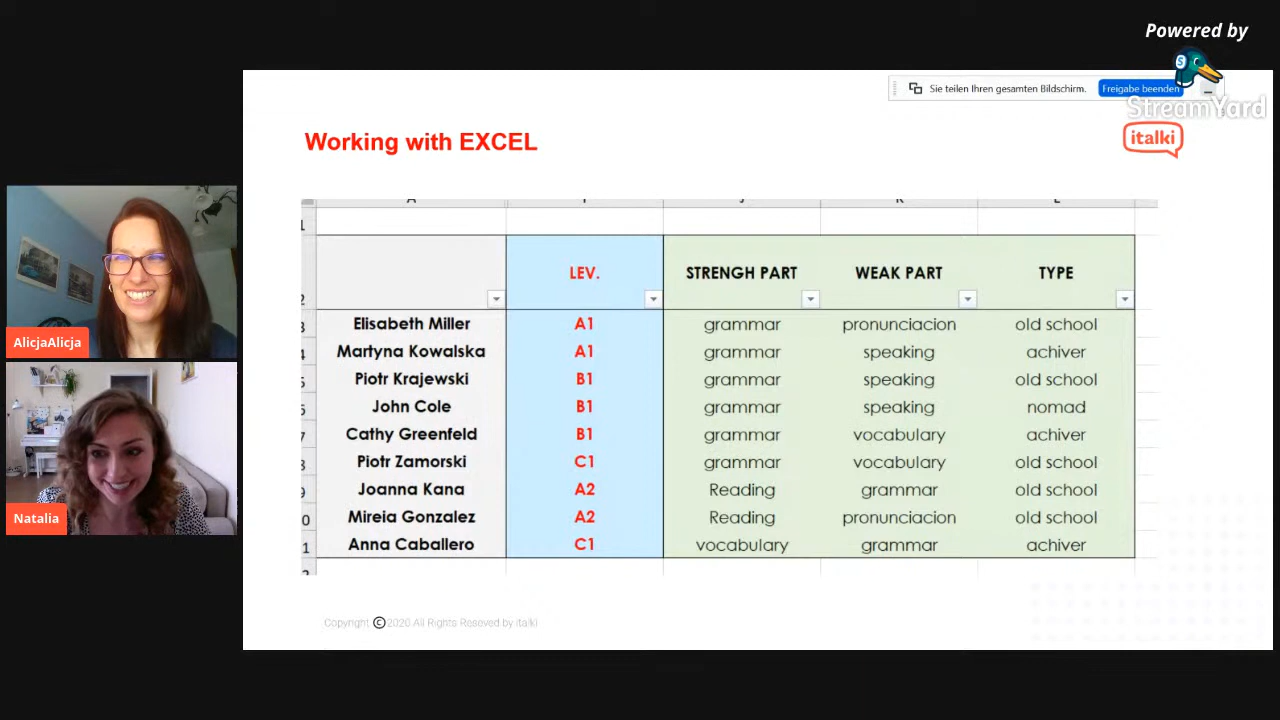 Powered by
StreamYard
Sie teilen Ihren gesamten Bildschirm. Freigabe beenden
italki
Working with EXCEL
LEV. STRENGH PART WEAK PART TYPE
Elisabeth Miller A1 grammar pronunciacion old school
Martyna Kowalska A1 grammar speaking achiver
Piotr Krajewski B1 grammar speaking old school
John Cole B1 grammar speaking nomad
Cathy Greenfeld B1 grammar vocabulary achiver
Piotr Zamorski C1 grammar vocabulary old school
Joanna Kana A2 Reading grammar old school
Mireia Gonzalez A2 Reading pronunciacion old school
Anna Caballero C1 vocabulary grammar achiver
AlicjaAlicja
Natalia
Copyright © 2020 All Rights Reseved by italki